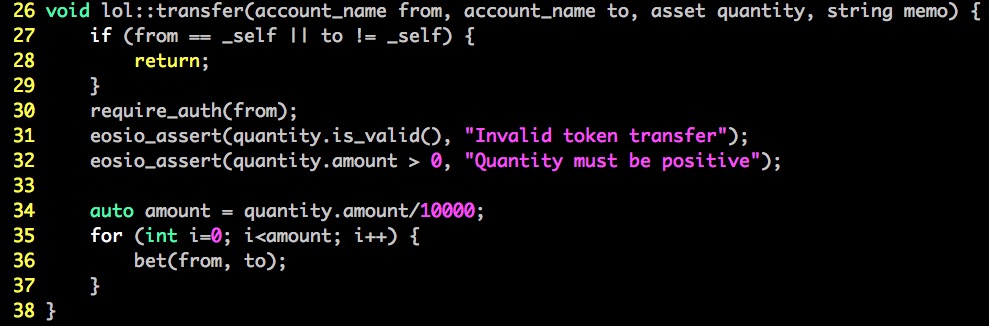 26 void lol::transfer(account_name from, account_name to, asset quantity, string memo) {
27     if (from == _self || to != _self) {
28         return;
29     }
30     require_auth(from);
31     eosio_assert(quantity.is_valid(), "Invalid token transfer");
32     eosio_assert(quantity.amount > 0, "Quantity must be positive");
33
34     auto amount = quantity.amount/10000;
35     for (int i=0; i<amount; i++) {
36         bet(from, to);
37     }
38 }